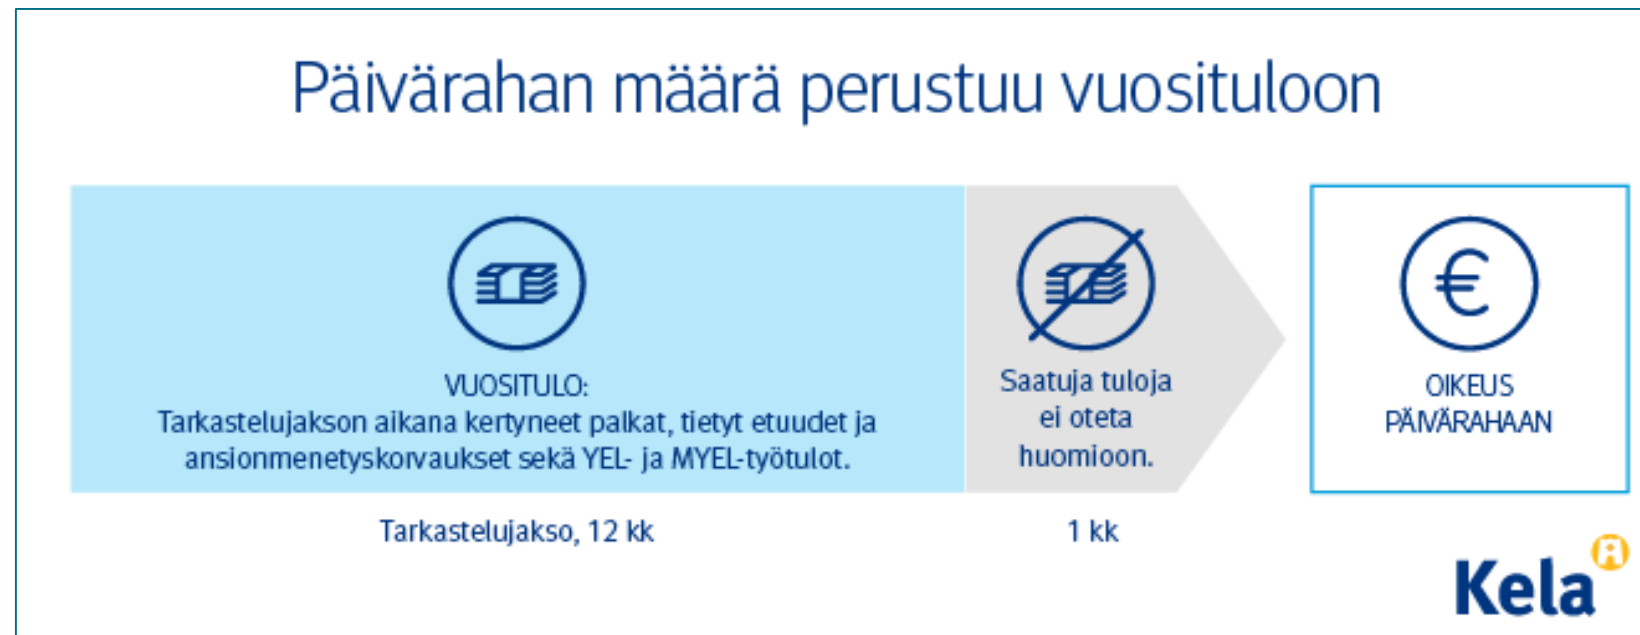 Päivärahan määrä perustuu vuosituloon
VUOSITULO:
Tarkastelujakson aikana kertyneet palkat, tietyt etuudet ja
ansionmenetyskorvaukset sekä YEL- ja MYEL-työtulot.
Saatuja tuloja
ei oteta
huomioon.
€
OIKEUS
PÄIVÄRAHAAN
Tarkastelujakso, 12 kk
1 kk
Kela